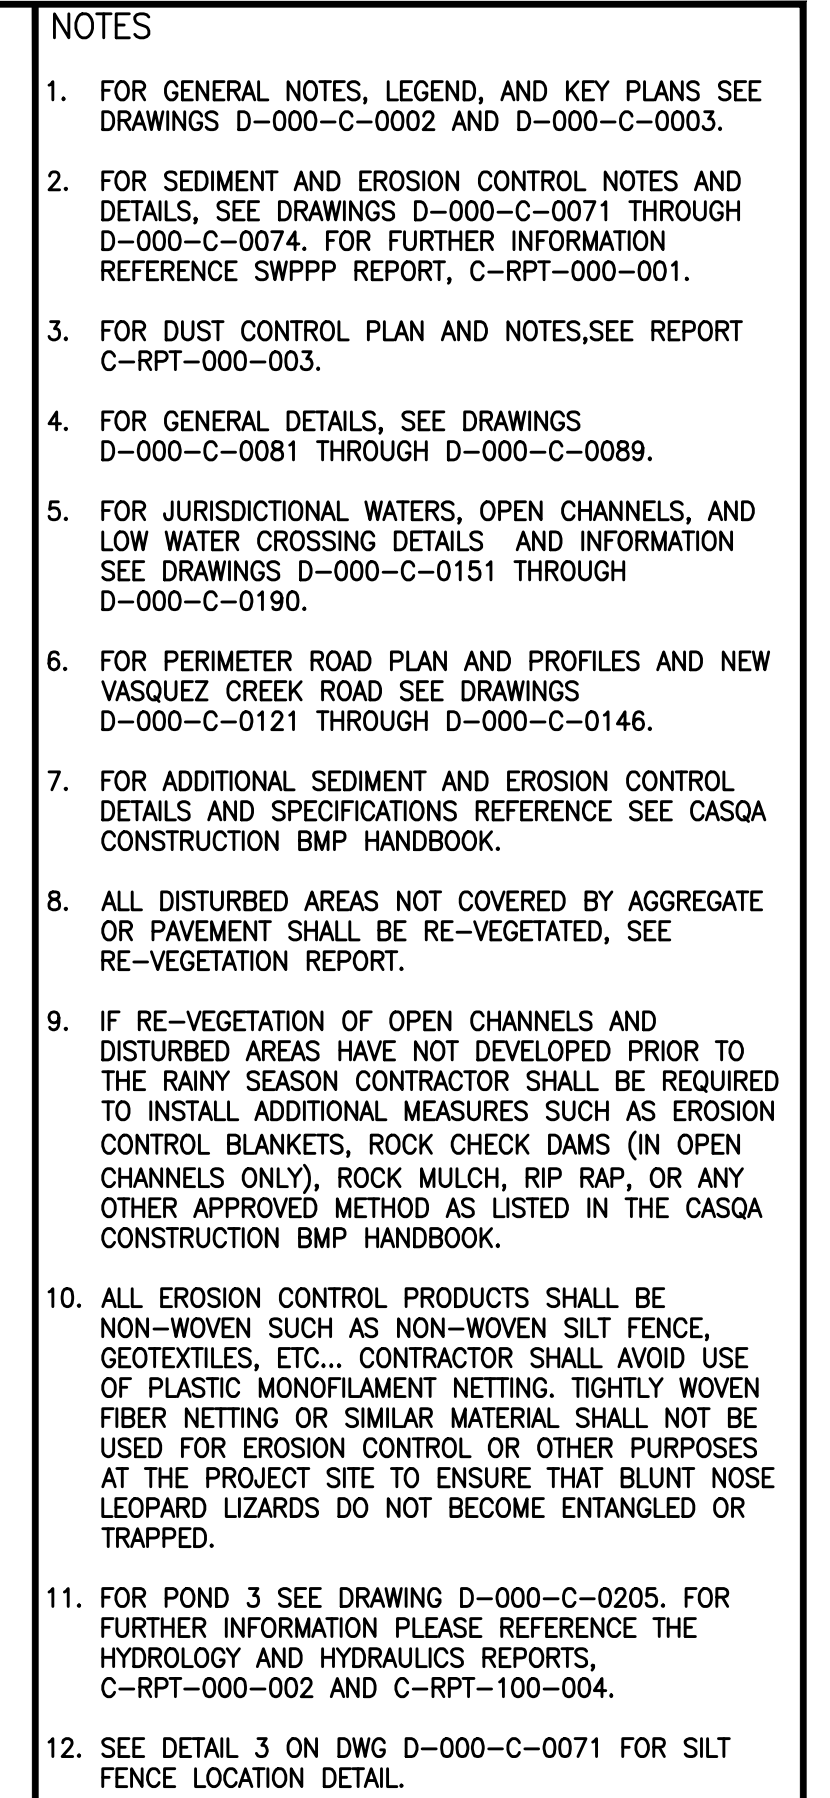 NOTES
1. FOR GENERAL NOTES, LEGEND, AND KEY PLANS SEE
DRAWINGS D-000-C-0002 AND D-000-C-0003.
2. FOR SEDIMENT AND EROSION CONTROL NOTES AND
DETAILS, SEE DRAWINGS D-000-C-0071 THROUGH
D-000-C-0074. FOR FURTHER INFORMATION
REFERENCE SWPPP REPORT, C-RPT-000-001.
3. FOR DUST CONTROL PLAN AND NOTES,SEE REPORT
C-RPT-000-003.
4. FOR GENERAL DETAILS, SEE DRAWINGS
D-000-C-0081 THROUGH D-000-C-0089.
5. FOR JURISDICTIONAL WATERS, OPEN CHANNELS, AND
LOW WATER CROSSING DETAILS AND INFORMATION
SEE DRAWINGS D-000-C-0151 THROUGH
D-000-C-0190.
6. FOR PERIMETER ROAD PLAN AND PROFILES AND NEW
VASQUEZ CREEK ROAD SEE DRAWINGS
D-000-C-0121 THROUGH D-000-C-0146.
7. FOR ADDITIONAL SEDIMENT AND EROSION CONTROL
DETAILS AND SPECIFICATIONS REFERENCE SEE CASQA
CONSTRUCTION BMP HANDBOOK.
8. ALL DISTURBED AREAS NOT COVERED BY AGGREGATE
OR PAVEMENT SHALL BE RE-VEGETATED, SEE
RE-VEGETATION REPORT.
9. IF RE-VEGETATION OF OPEN CHANNELS AND
DISTURBED AREAS HAVE NOT DEVELOPED PRIOR TO
THE RAINY SEASON CONTRACTOR SHALL BE REQUIRED
TO INSTALL ADDITIONAL MEASURES SUCH AS EROSION
CONTROL BLANKETS, ROCK CHECK DAMS (IN OPEN
CHANNELS ONLY), ROCK MULCH, RIP RAP, OR ANY
OTHER APPROVED METHOD AS LISTED IN THE CASQA
CONSTRUCTION BMP HANDBOOK.
10. ALL EROSION CONTROL PRODUCTS SHALL BE
NON-WOVEN SUCH AS NON-WOVEN SILT FENCE,
GEOTEXTILES, ETC... CONTRACTOR SHALL AVOID USE
OF PLASTIC MONOFILAMENT NETTING. TIGHTLY WOVEN
FIBER NETTING OR SIMILAR MATERIAL SHALL NOT BE
USED FOR EROSION CONTROL OR OTHER PURPOSES
AT THE PROJECT SITE TO ENSURE THAT BLUNT NOSE
LEOPARD LIZARDS DO NOT BECOME ENTANGLED OR
TRAPPED.
11. FOR POND 3 SEE DRAWING D-000-C-0205. FOR
FURTHER INFORMATION PLEASE REFERENCE THE
HYDROLOGY AND HYDRAULICS REPORTS,
C-RPT-000-002 AND C-RPT-100-004.
12. SEE DETAIL 3 ON DWG D-000-C-0071 FOR SILT
FENCE LOCATION DETAIL.